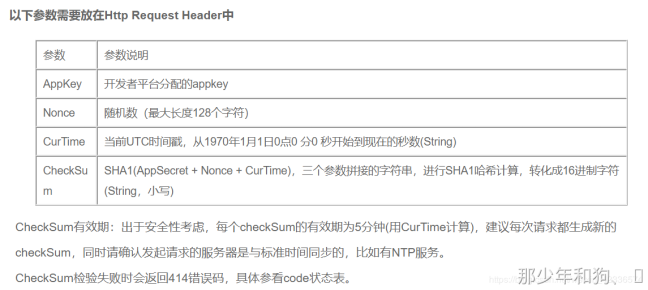 以下参数需要放在Http Request Header中
参数 参数说明
AppKey 开发者平台分配的appkey
Nonce 随机数（最大长度128个字符）
CurTime 当前UTC时间戳，从1970年1月1日0点0 分0 秒开始到现在的秒数(String)
CheckSu SHA1(AppSecret + Nonce + CurTime)，三个参数拼接的字符串，进行SHA1哈希计算，转化成16进制字符
m (String，小写)
CheckSum有效期：出于安全性考虑，每个checkSum的有效期为5分钟(用CurTime计算)，建议每次请求都生成新的
checkSum，同时请确认发起请求的服务器是与标准时间同步的，比如有NTP服务。
CheckSum检验失败时会返回414错误码，具体参看code状态表。
那少年和狗、